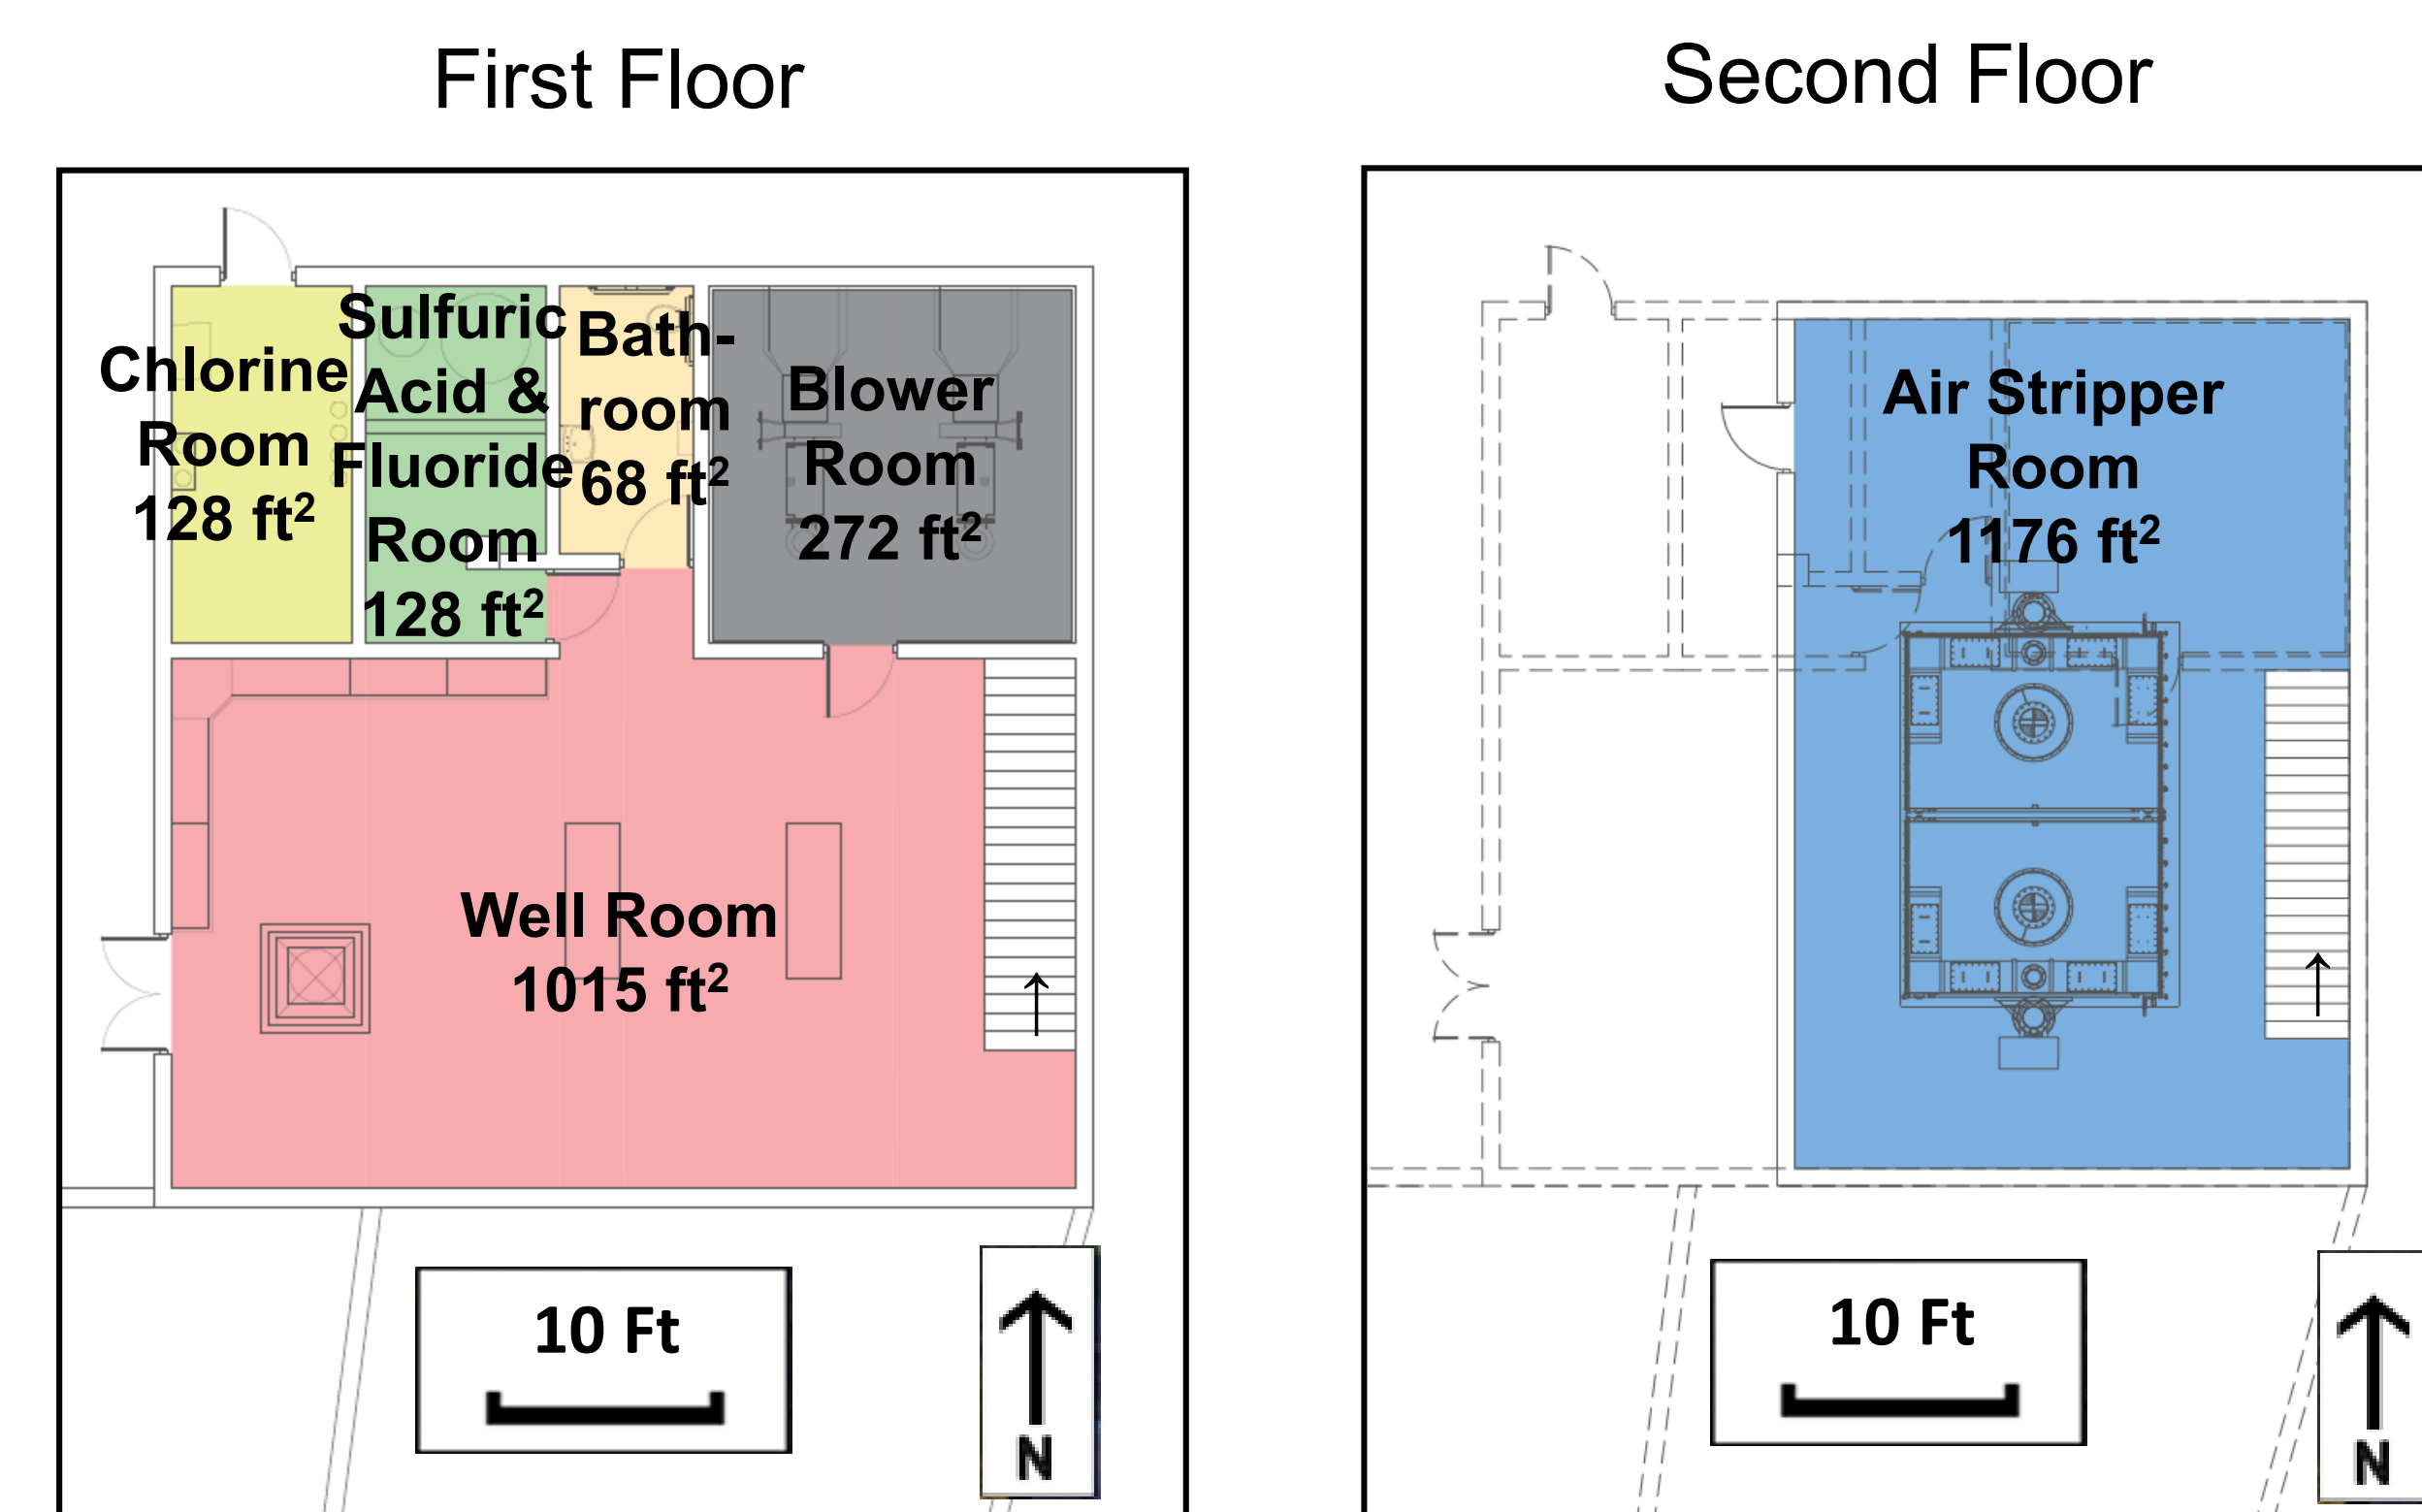 First Floor
Second Floor
Chlorine
Room
128 ft²
Sulfuric
Acid &
Fluoride
Room
128 ft²
Bath-
room
68 ft²
Blower
Room
272 ft²
Well Room
1015 ft²
10 Ft
N
Air Stripper
Room
1176 ft²
10 Ft
N